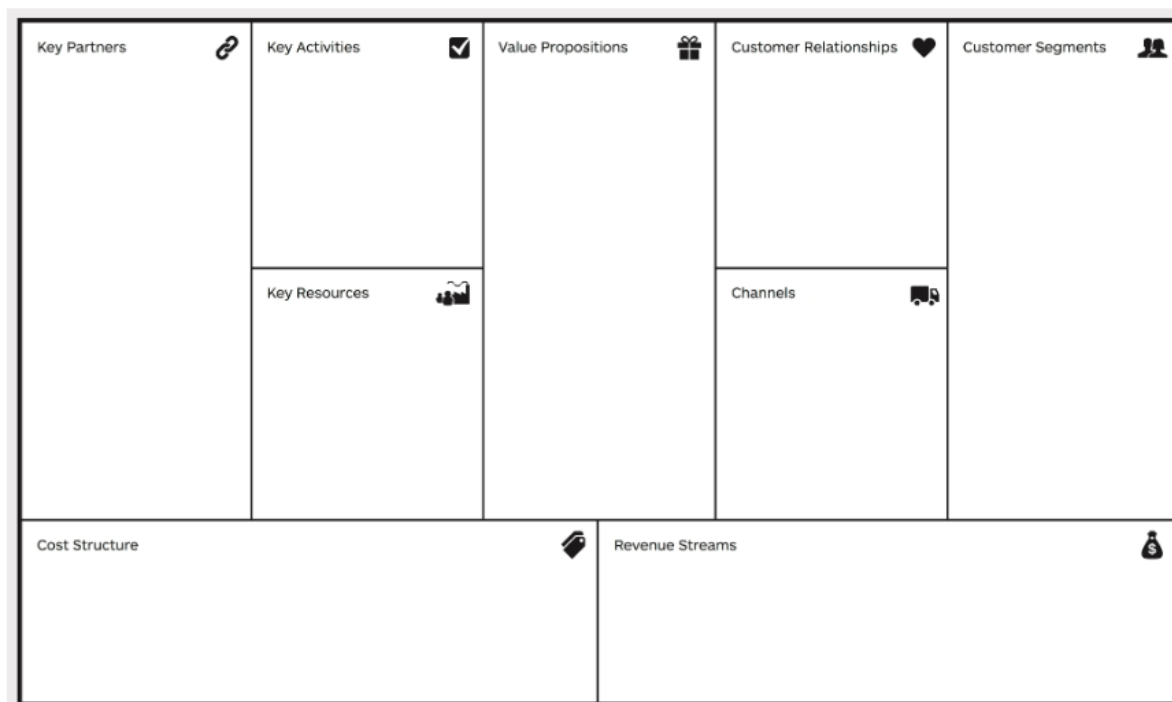 Key Partners
Key Activities
Value Propositions
Customer Relationships
Customer Segments
Key Resources
Channels
Cost Structure
Revenue Streams
$